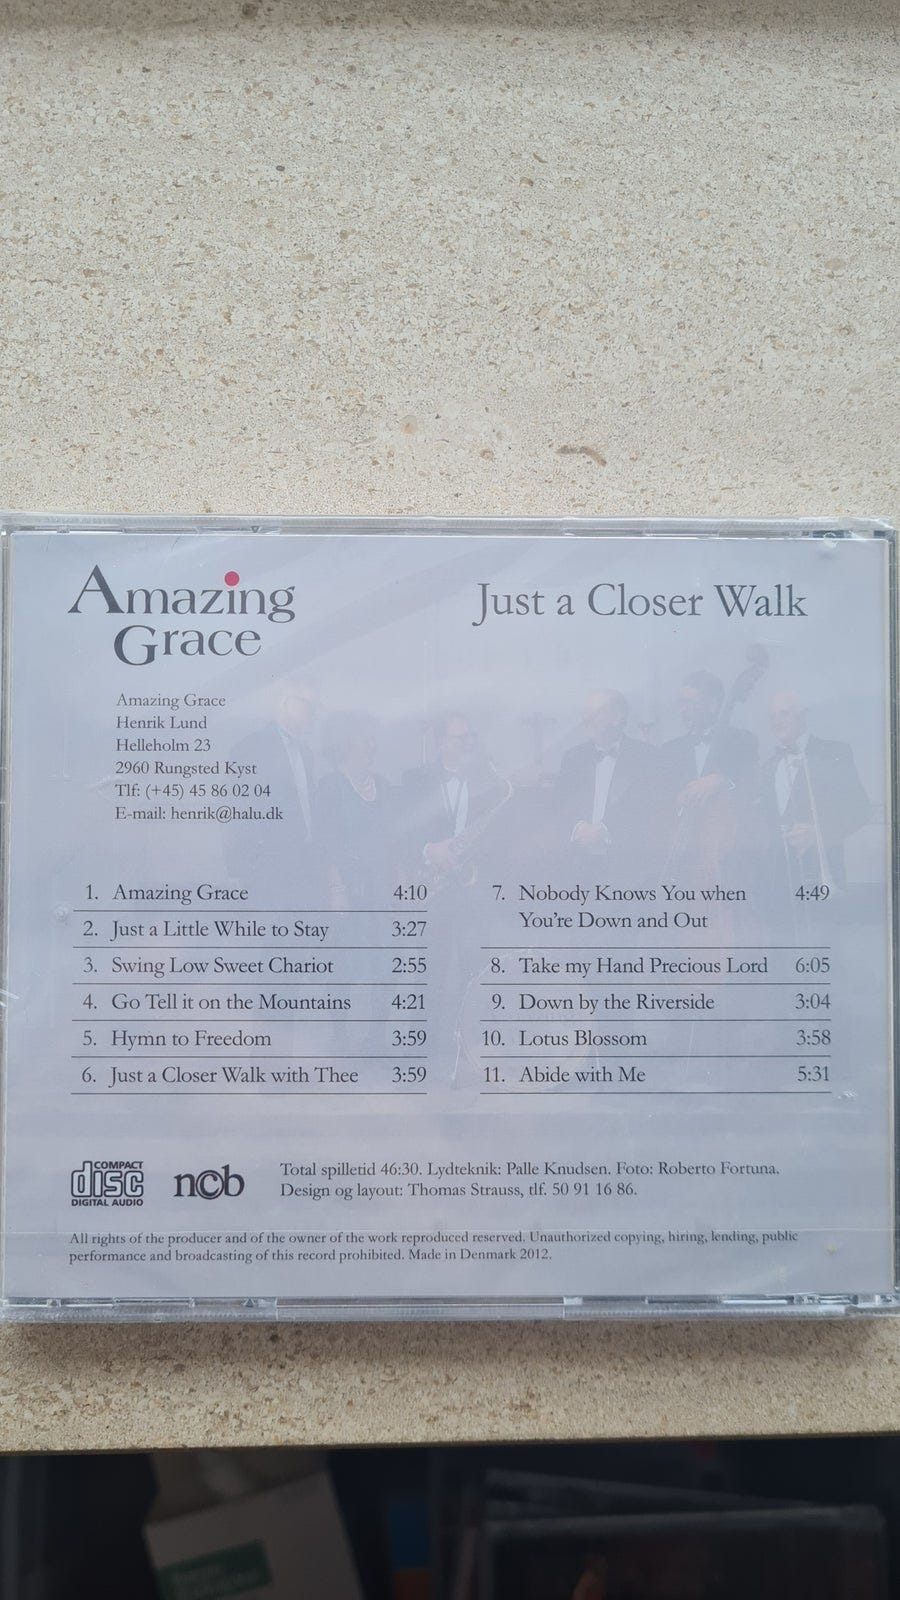 Amazing
Grace
Just a Closer Walk
Amazing Grace
Henrik Lund
Helleholm 23
2960 Rungsted Kyst
Tlf: (+45) 45 86 02 04
E-mail: henrik@halu.dk
1. Amazing Grace 4:10
2. Just a Little While to Stay 3:27
3. Swing Low Sweet Chariot 2:55
4. Go Tell it on the Mountains 4:21
5. Hymn to Freedom 3:59
6. Just a Closer Walk with Thee 3:59
7. Nobody Knows You when 4:49
You're Down and Out
8. Take my Hand Precious Lord 6:05
9. Down by the Riverside 3:04
10. Lotus Blossom 3:58
11. Abide with Me 5:31
COMPACT
disc
DIGITAL AUDIO
ncb
Total spilletid 46:30. Lydteknik: Palle Knudsen. Foto: Roberto Fortuna.
Design og layout: Thomas Strauss, tlf. 50 91 16 86.
All rights of the producer and of the owner of the work reproduced reserved. Unauthorized copying, hiring, lending, public
performance and broadcasting of this record prohibited. Made in Denmark 2012.